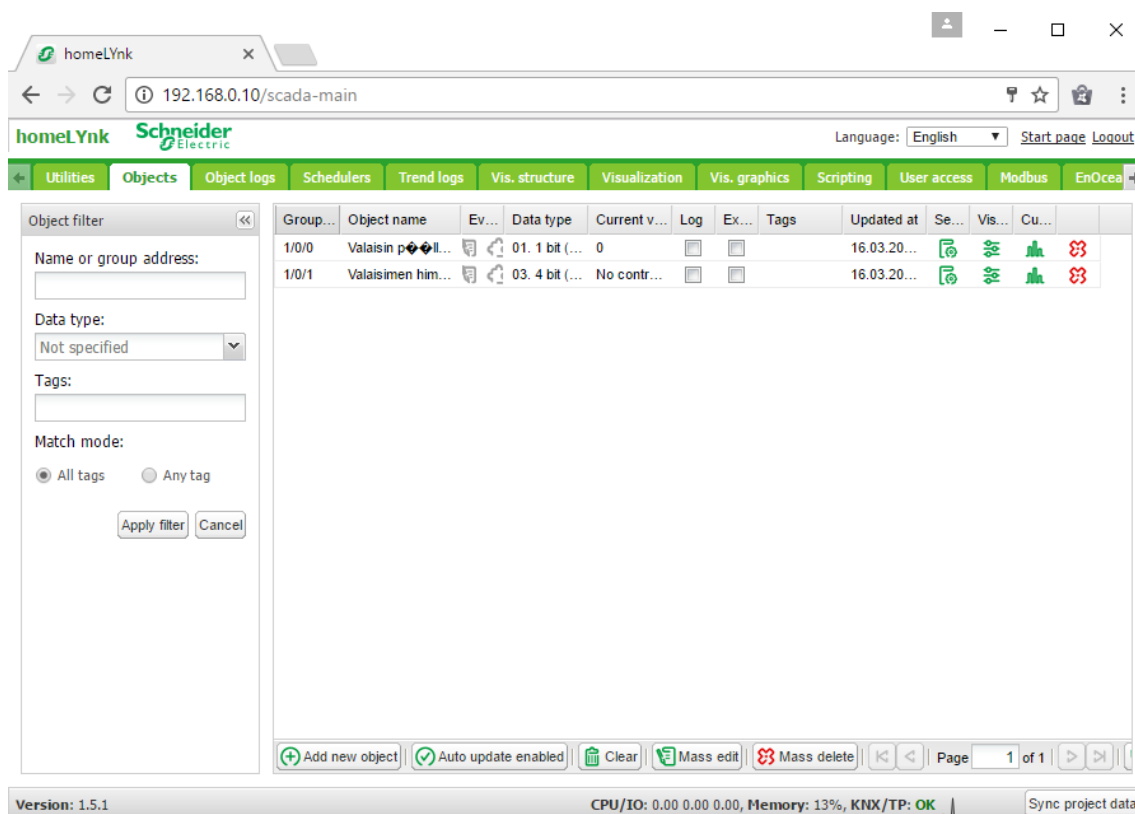 homeLYnk
192.168.0.10/scada-main
homeLYnk Schneider Electric Language: English Start page Logout
Utilities Objects Object logs Schedulers Trend logs Vis. structure Visualization Vis. graphics Scripting User access Modbus EnOcea
Object filter
Name or group address:
Data type:
Not specified
Tags:
Match mode:
All tags Any tag
Apply filter Cancel
Group... Object name Ev... Data type Current v... Log Ex... Tags Updated at Se... Vis... Cu...
1/0/0 Valaisin p��ll... 01. 1 bit (... 0 16.03.20...
1/0/1 Valaisimen him... 03. 4 bit (... No contr... 16.03.20...
Add new object Auto update enabled Clear Mass edit Mass delete Page 1 of 1
Version: 1.5.1 CPU/IO: 0.00 0.00 0.00, Memory: 13%, KNX/TP: OK Sync project data